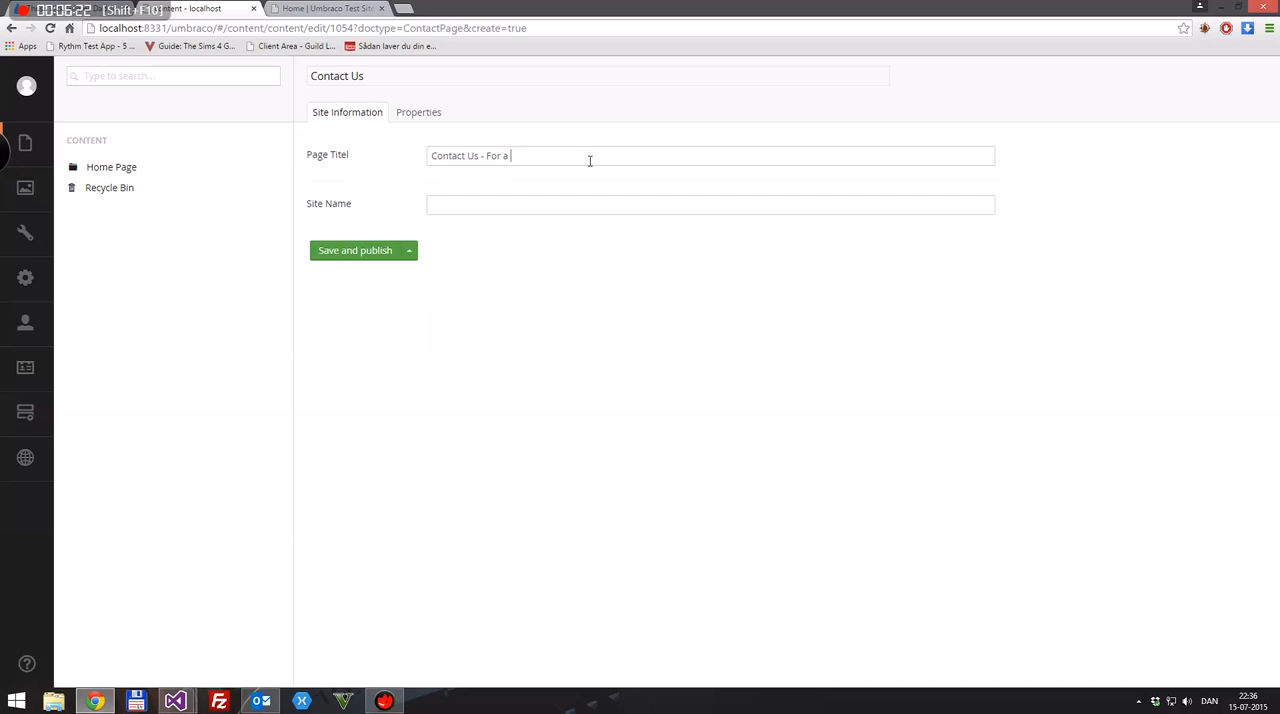 00:06:22 [Shift+F10]
ntent - localhost
Home | Umbraco Test Sit
localhost:8331/umbraco/#/content/content/edit/1054?doctype=ContactPage&create=true
Apps
Rythm Test App - 5 ...
Guide: The Sims 4 G...
Client Area - Guild L...
Sådan laver du din e...
Type to search...
Contact Us
Site Information
Properties
CONTENT
Home Page
Recycle Bin
Page Titel
Contact Us - For a
Site Name
Save and publish
DAN
22:36
15-07-2015